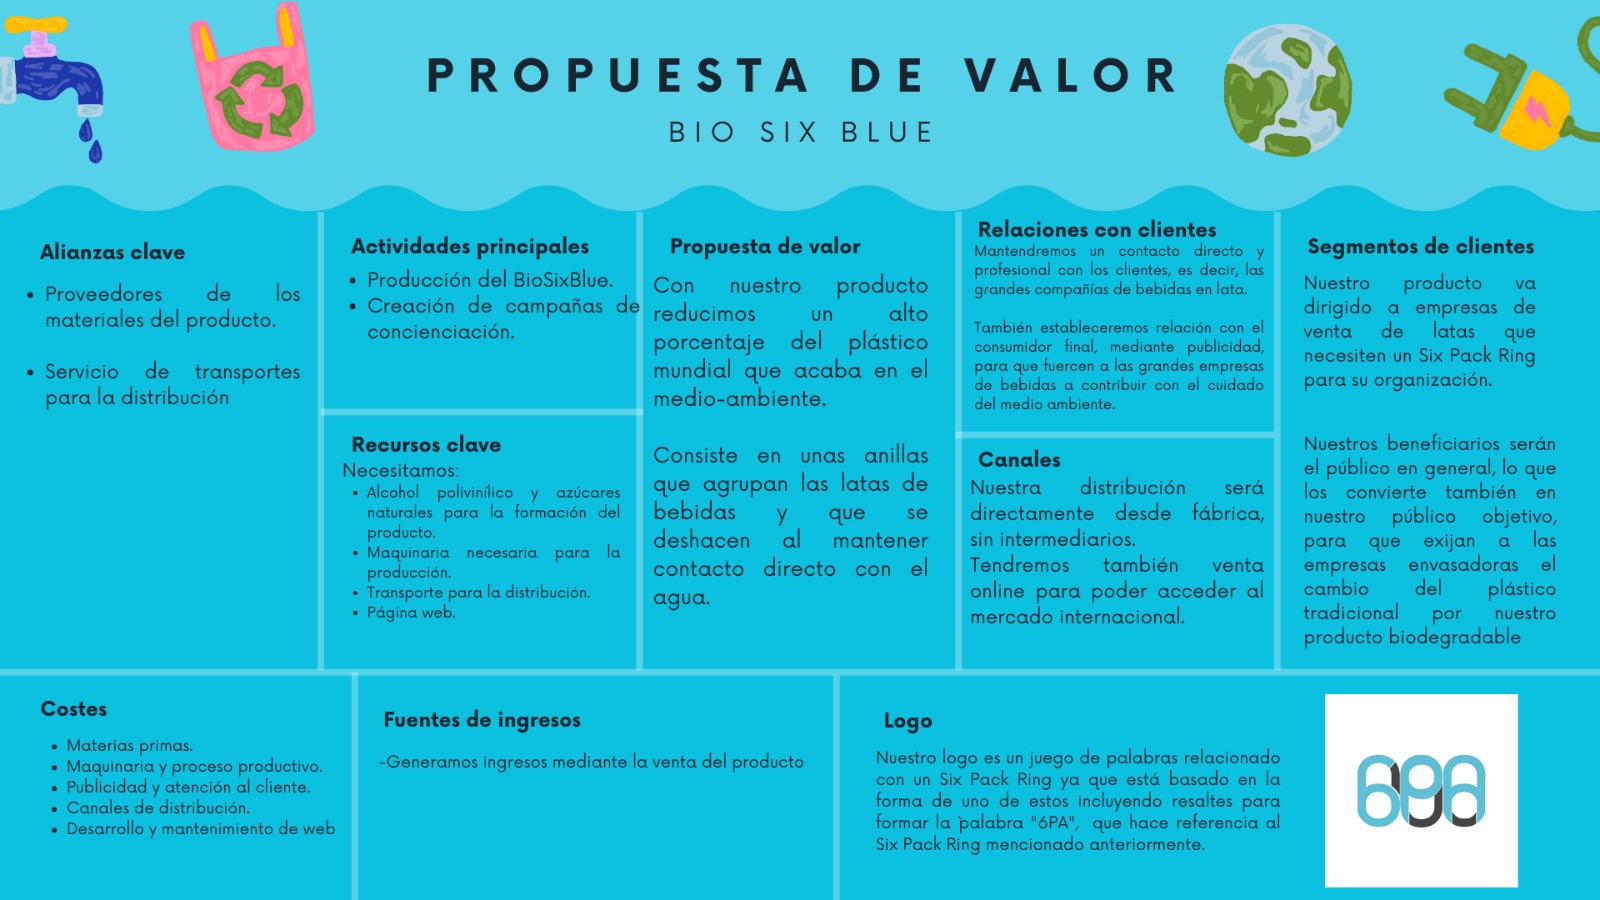 PROPUESTA DE VALOR
BIO SIX BLUE
Alianzas clave
• Proveedores de los
materiales del producto.
• Servicio de transportes
para la distribución
Actividades principales
• Producción del BioSixBlue.
• Creación de campañas de
concienciación.
Recursos clave
Necesitamos:
• Alcohol polivinílico y azúcares
naturales para la formación del
producto.
• Maquinaria necesaria para la
producción.
• Transporte para la distribución.
• Página web.
Propuesta de valor
Con nuestro producto
reducimos un alto
porcentaje del plástico
mundial que acaba en el
medio-ambiente.
Consiste en unas anillas
que agrupan las latas de
bebidas y que se
deshacen al mantener
contacto directo con el
agua.
Relaciones con clientes
Mantendremos un contacto directo y
profesional con los clientes, es decir, las
grandes compañías de bebidas en lata.
También estableceremos relación con el
consumidor final, mediante publicidad,
para que fuercen a las grandes empresas
de bebidas a contribuir con el cuidado
del medio ambiente.
Canales
Nuestra distribución será
directamente desde fábrica,
sin intermediarios.
Tendremos también venta
online para poder acceder al
mercado internacional.
Segmentos de clientes
Nuestro producto va
dirigido a empresas de
venta de latas que
necesiten un Six Pack Ring
para su organización.
Nuestros beneficiarios serán
el público en general, lo que
los convierte también en
nuestro público objetivo,
para que exijan a las
empresas envasadoras el
cambio del plástico
tradicional por nuestro
producto biodegradable
Costes
• Materias primas.
• Maquinaria y proceso productivo.
• Publicidad y atención al cliente.
• Canales de distribución.
• Desarrollo y mantenimiento de web
Fuentes de ingresos
-Generamos ingresos mediante la venta del producto
Logo
Nuestro logo es un juego de palabras relacionado
con un Six Pack Ring ya que está basado en la
forma de uno de estos incluyendo resaltes para
formar la `palabra "6PA", que hace referencia al
Six Pack Ring mencionado anteriormente.
6PA